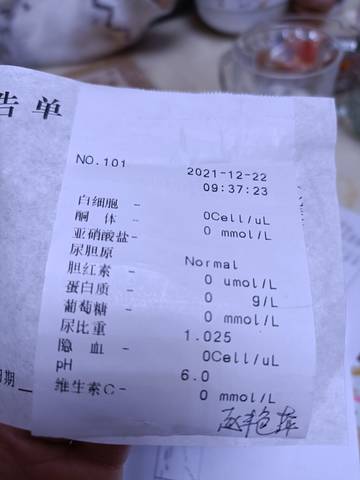 告单
NO.101
2021-12-22
09:37:23
白细胞 - 0Cell/uL
酮 体 - 0 mmol/L
亚硝酸盐-
尿胆原 Normal
胆红素 - 0 umol/L
蛋白质 - 0 g/L
葡萄糖 - 0 mmol/L
尿比重 1.025
隐 血 - 0Cell/uL
pH 6.0
维生素C - 0 mmol/L
期